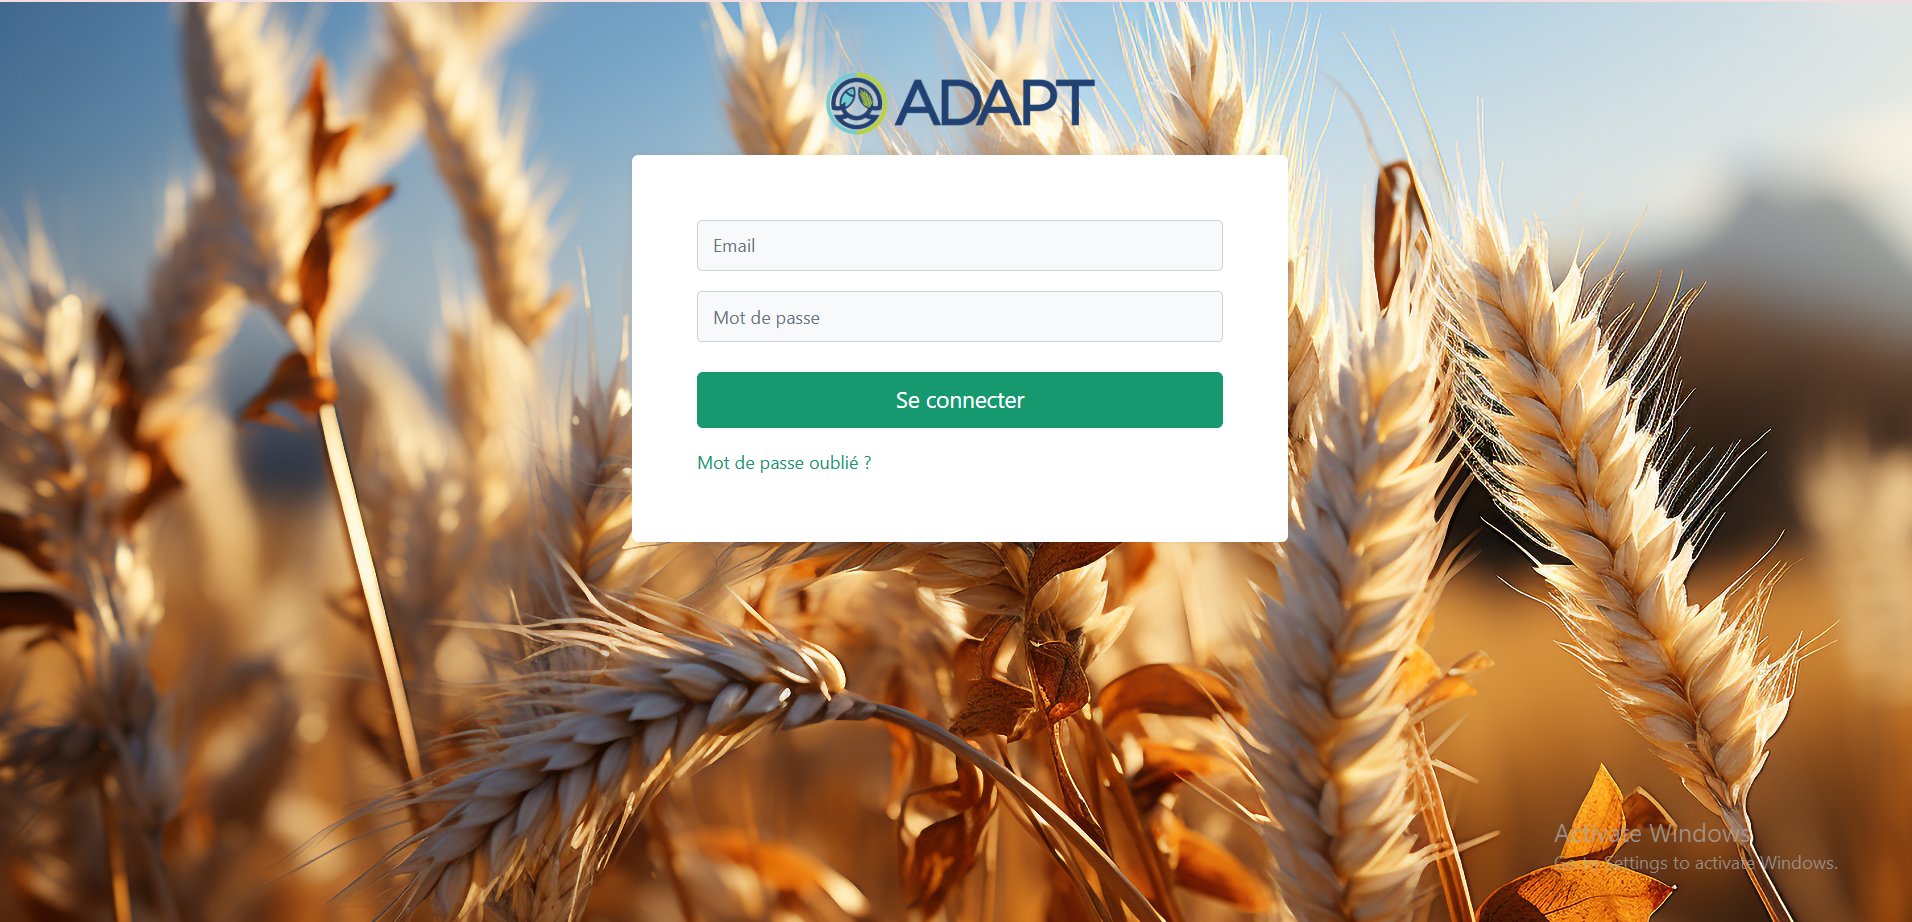 ADAPT
Email
Mot de passe
Se connecter
Mot de passe oublié ?
Activate Windows
Go to Settings to activate Windows.